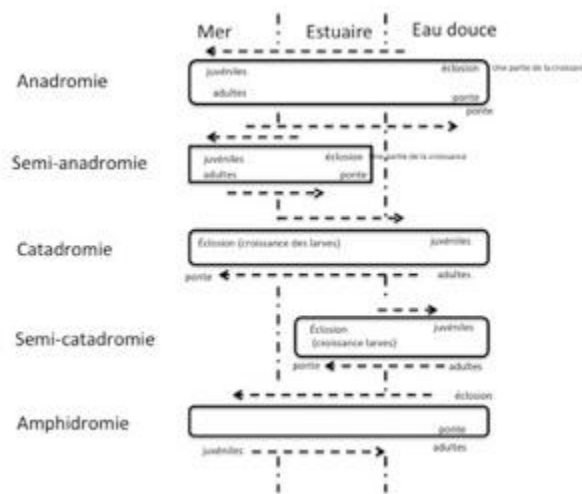 Mer Estuaire Eau douce
Anadromie
juvéniles éclosion Une partie de la croissance
adultes ponte
ponte
Semi-anadromie
juvéniles éclosion Une partie de la croissance
adultes ponte
Catadromie
Éclosion (croissance des larves) juvéniles
ponte adultes
Semi-catadromie
Éclosion juvéniles
(croissance larves)
ponte adultes
éclosion
Amphidromie
ponte
juvéniles adultes